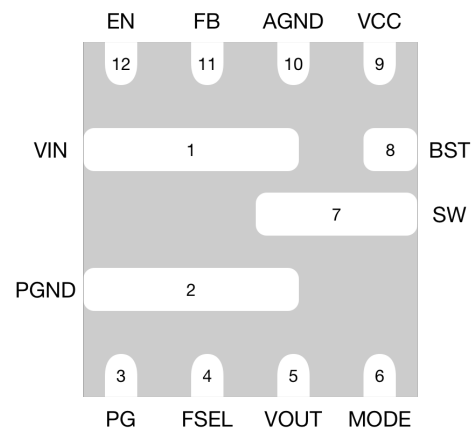 EN FB AGND VCC
12 11 10 9
VIN 1 8 BST
7 SW
PGND 2
3 4 5 6
PG FSEL VOUT MODE